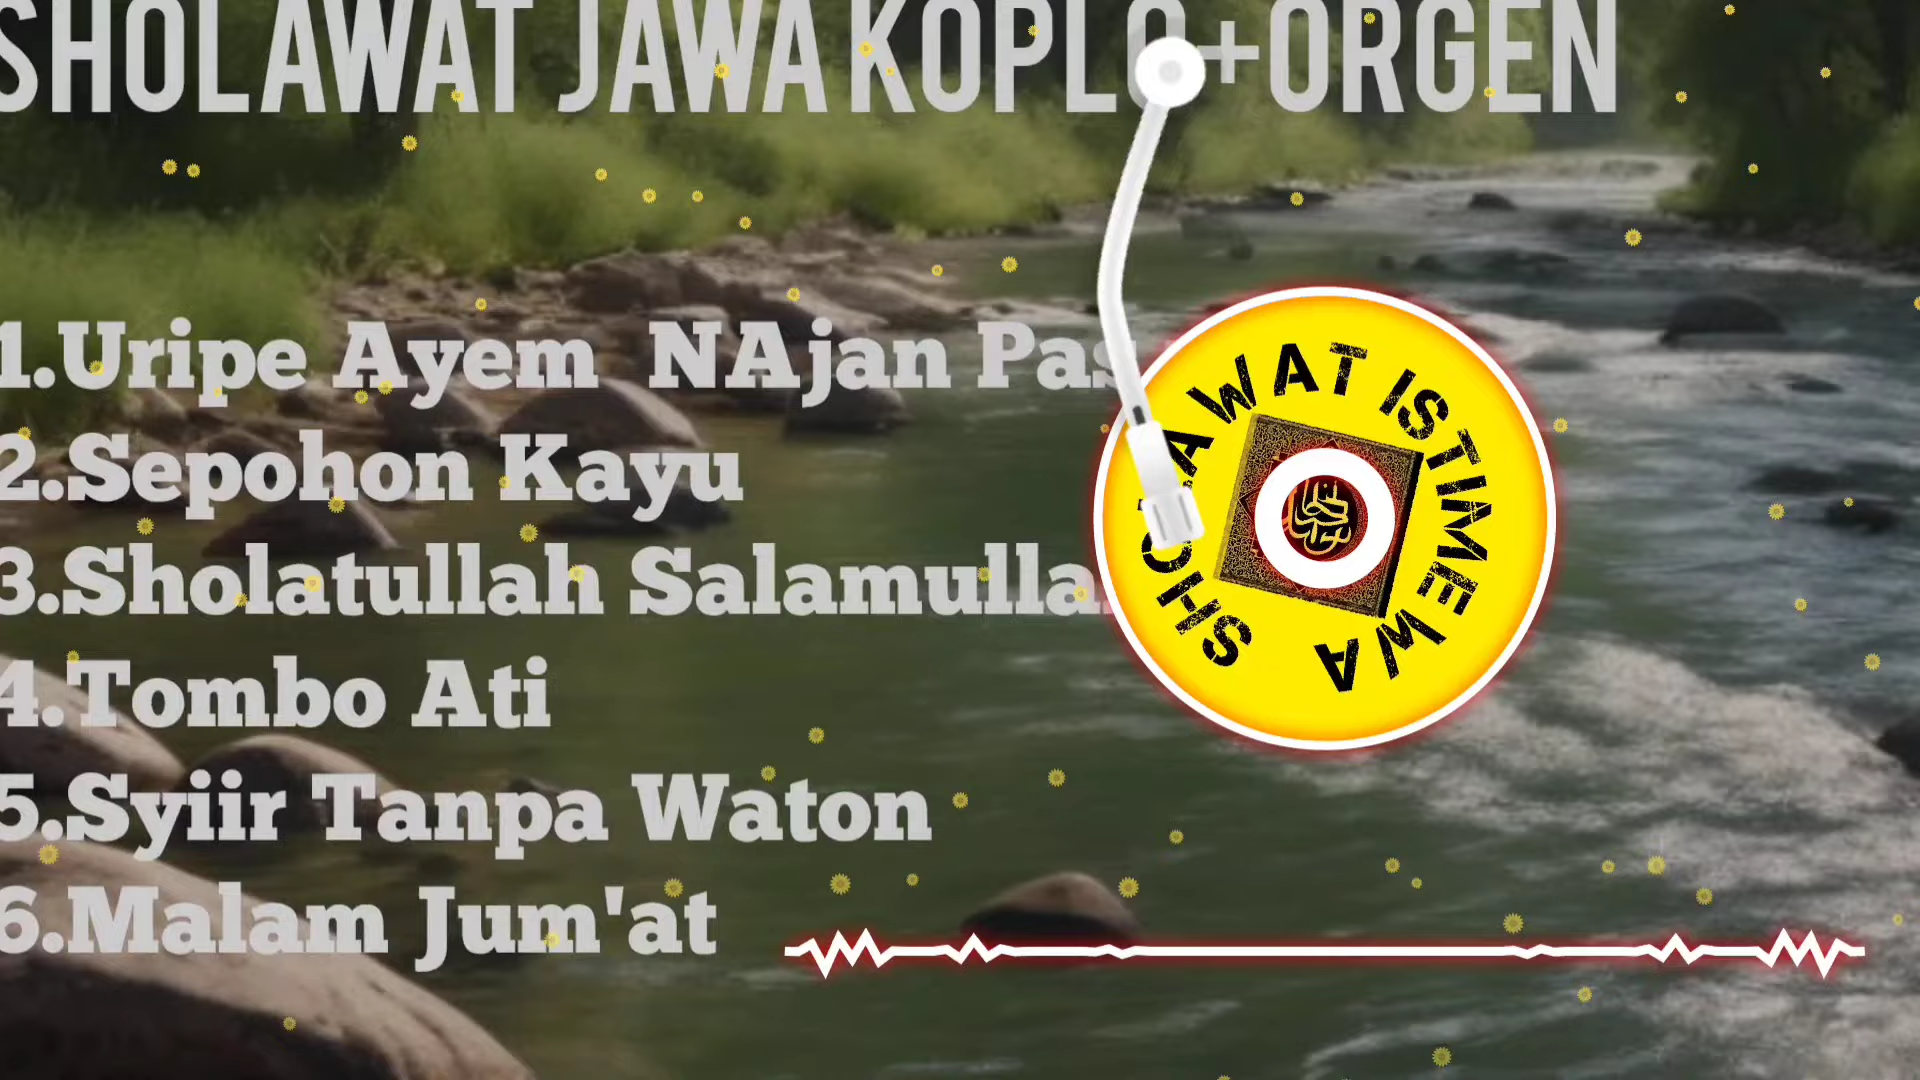 SHOLAWAT JAWA KOPLO+ORGEN
1.Uripe Ayem NAjan Pas
2.Sepohon Kayu
3.Sholatullah Salamulla
4.Tombo Ati
5.Syiir Tanpa Waton
6.Malam Jum'at
SHOLAWAT ISTIMEWA